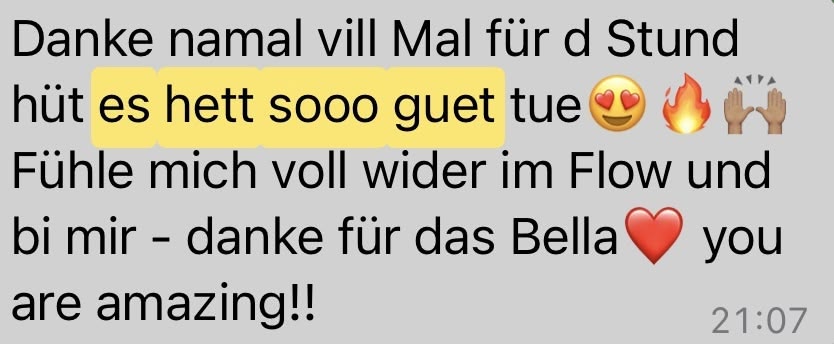 Danke namal vill Mal für d Stund
hüt es hett sooo guet tue😍🔥🙌🏽
Fühle mich voll wider im Flow und
bi mir - danke für das Bella❤️ you
are amazing!!
21:07